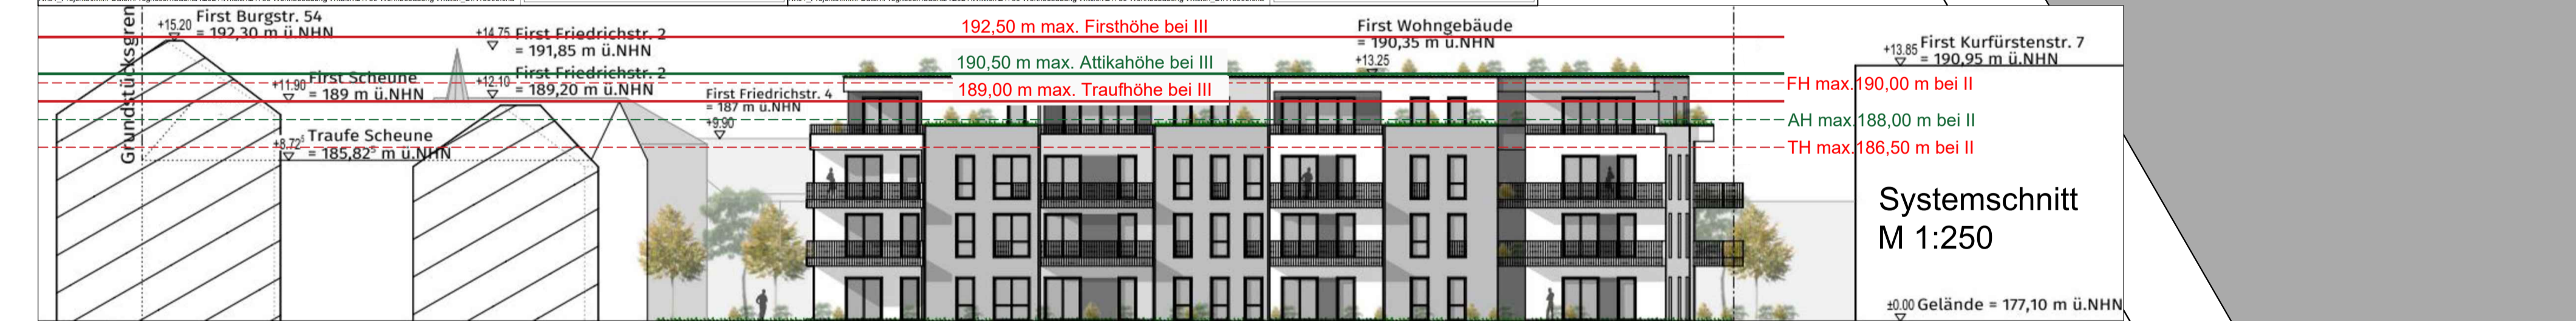 First Burgstr. 54
+15.20 = 192,30 m ü.NHN
+14.75 First Friedrichstr. 2
= 191,85 m ü.NHN
First Scheune
+11.90 = 189 m ü.NHN
+12.10 First Friedrichstr. 2
= 189,20 m ü.NHN
Traufe Scheune
+8.72⁵ = 185,82⁵ m ü.NHN
Grundstücksgren
First Friedrichstr. 4
= 187 m ü.NHN
+9.90
192,50 m max. Firsthöhe bei III
190,50 m max. Attikahöhe bei III
189,00 m max. Traufhöhe bei III
First Wohngebäude
= 190,35 m ü.NHN
+13.25
+13.85 First Kurfürstenstr. 7
= 190,95 m ü.NHN
FH max.190,00 m bei II
AH max.188,00 m bei II
TH max.186,50 m bei II
Systemschnitt
M 1:250
±0.00 Gelände = 177,10 m ü.NHN